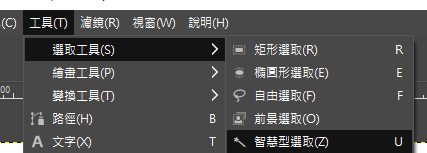 (C) 工具(T) 濾鏡(R) 視窗(W) 說明(H)
選取工具(S) 矩形選取(R) R
繪畫工具(P) 橢圓形選取(E) E
00 變換工具(T) 自由選取(F) F
路徑(H) B 前景選取(O)
A 文字(X) T 智慧型選取(Z) U